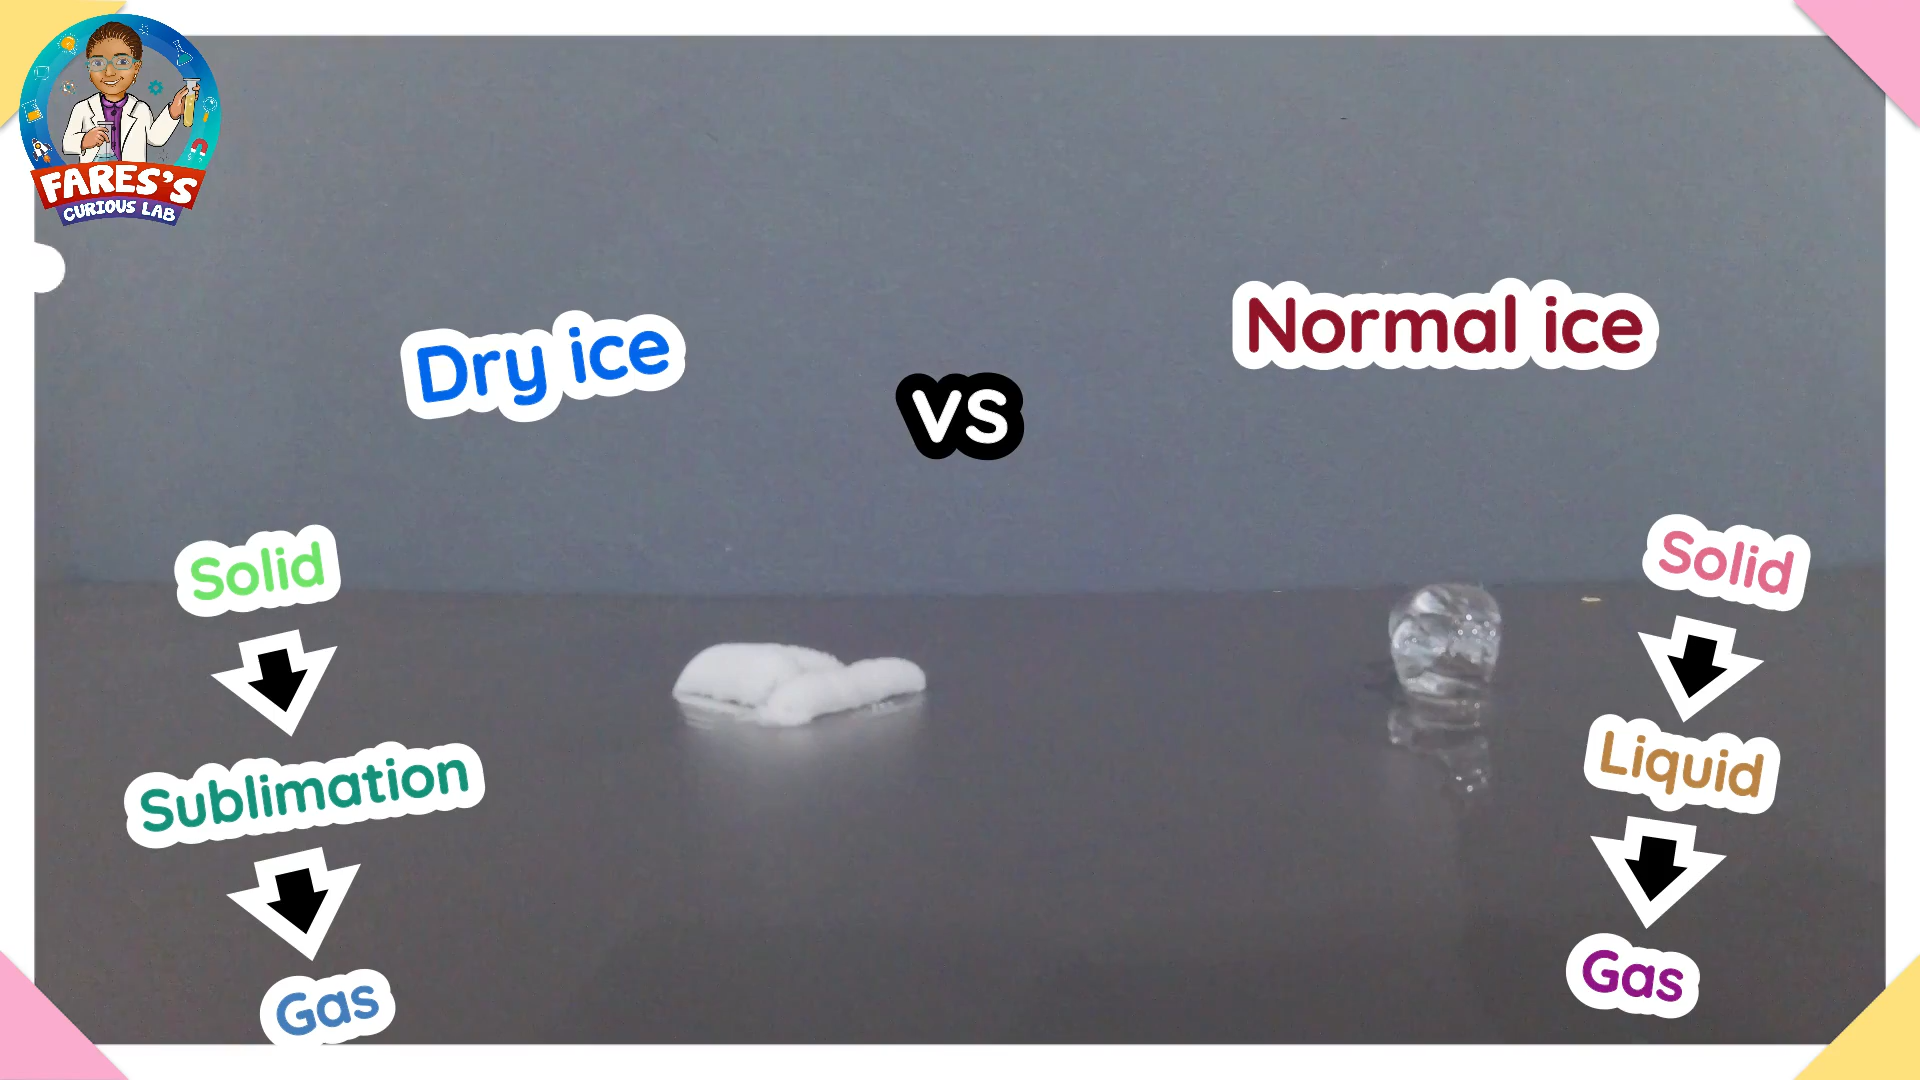 FARES'S
CURIOUS LAB
Dry ice
VS
Normal ice
Solid
Sublimation
Gas
Solid
Liquid
Gas